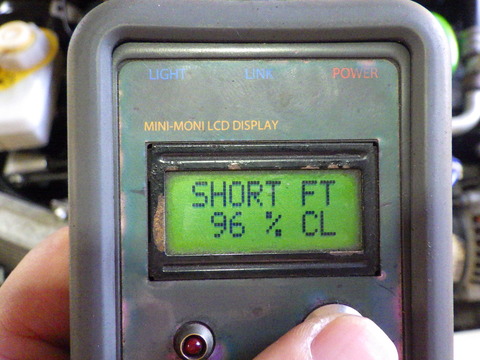 LIGHT LINK POWER
MINI-MONI LCD DISPLAY
SHORT FT
96 % CL